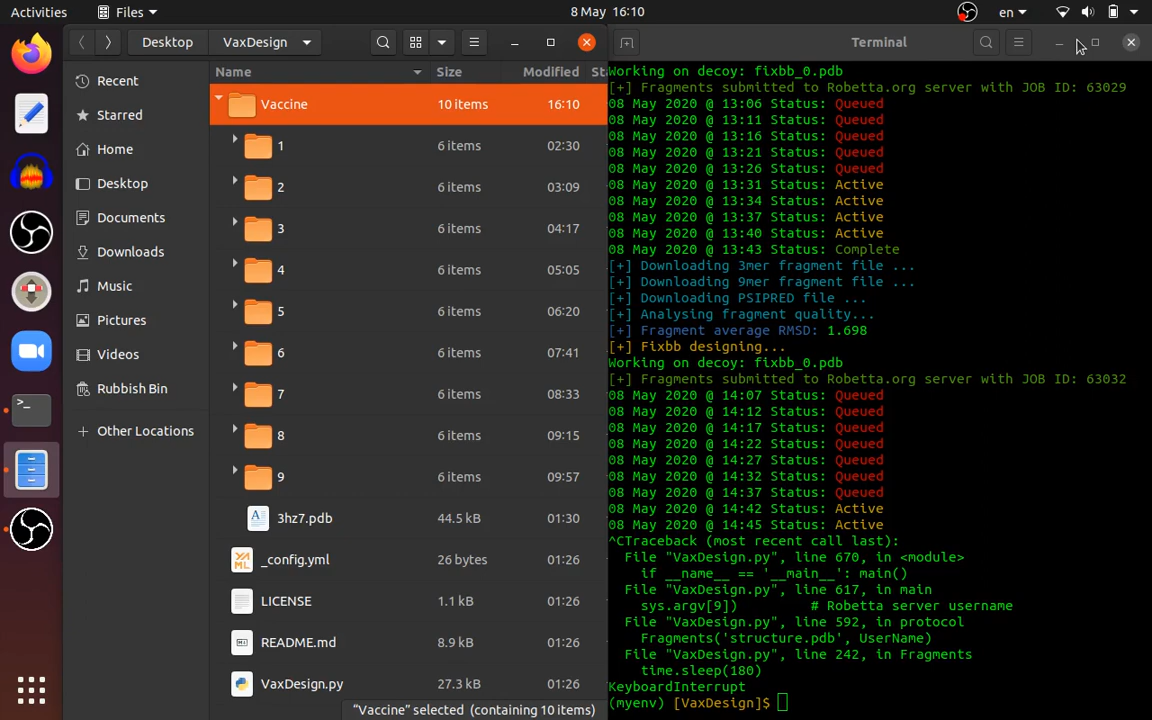 Activities
Files
8 May 16:10
en
Desktop
VaxDesign
Terminal
Name
Size
Modified
St
Recent
Starred
Home
Desktop
Documents
Downloads
Music
Pictures
Videos
Rubbish Bin
Other Locations
Vaccine 10 items 16:10
1 6 items 02:30
2 6 items 03:09
3 6 items 04:17
4 6 items 05:05
5 6 items 06:20
6 6 items 07:41
7 6 items 08:33
8 6 items 09:15
9 6 items 09:57
3hz7.pdb 44.5 kB 01:30
_config.yml 26 bytes 01:26
LICENSE 1.1 kB 01:26
README.md 8.9 kB 01:26
VaxDesign.py 27.3 kB 01:26
“Vaccine” selected (containing 10 items)
Working on decoy: fixbb_0.pdb
[+] Fragments submitted to Robetta.org server with JOB ID: 63029
08 May 2020 @ 13:06 Status: Queued
08 May 2020 @ 13:11 Status: Queued
08 May 2020 @ 13:16 Status: Queued
08 May 2020 @ 13:21 Status: Queued
08 May 2020 @ 13:26 Status: Queued
08 May 2020 @ 13:31 Status: Active
08 May 2020 @ 13:34 Status: Active
08 May 2020 @ 13:37 Status: Active
08 May 2020 @ 13:40 Status: Active
08 May 2020 @ 13:43 Status: Complete
[+] Downloading 3mer fragment file ...
[+] Downloading 9mer fragment file ...
[+] Downloading PSIPRED file ...
[+] Analysing fragment quality...
[+] Fragment average RMSD: 1.698
[+] Fixbb designing...
Working on decoy: fixbb_0.pdb
[+] Fragments submitted to Robetta.org server with JOB ID: 63032
08 May 2020 @ 14:07 Status: Queued
08 May 2020 @ 14:12 Status: Queued
08 May 2020 @ 14:17 Status: Queued
08 May 2020 @ 14:22 Status: Queued
08 May 2020 @ 14:27 Status: Queued
08 May 2020 @ 14:32 Status: Queued
08 May 2020 @ 14:37 Status: Queued
08 May 2020 @ 14:42 Status: Active
08 May 2020 @ 14:45 Status: Active
^CTraceback (most recent call last):
File "VaxDesign.py", line 670, in <module>
if __name__ == '__main__': main()
File "VaxDesign.py", line 617, in main
sys.argv[9]) # Robetta server username
File "VaxDesign.py", line 592, in protocol
Fragments('structure.pdb', UserName)
File "VaxDesign.py", line 242, in Fragments
time.sleep(180)
KeyboardInterrupt
(myenv) [VaxDesign]$